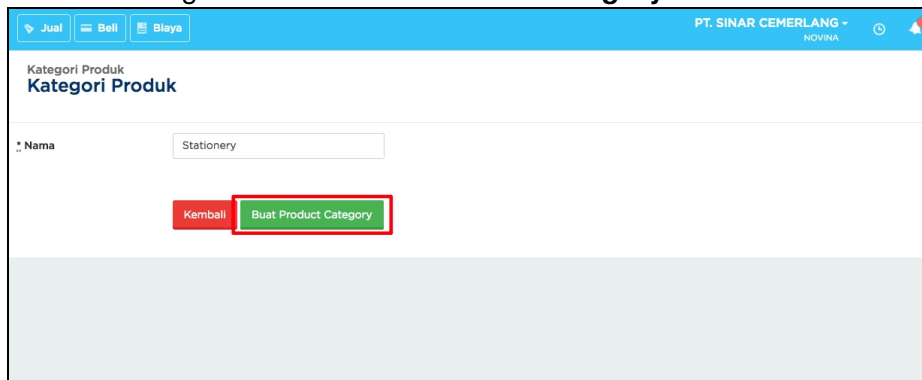 Jual Beli Biaya PT. SINAR CEMERLANG
NOVINA
Kategori Produk
Kategori Produk
* Nama Stationery
Kembali Buat Product Category